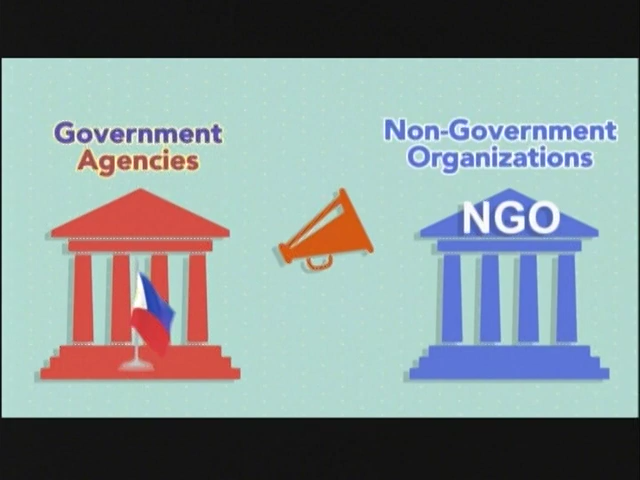 Government
Agencies
Non-Government
Organizations
NGO